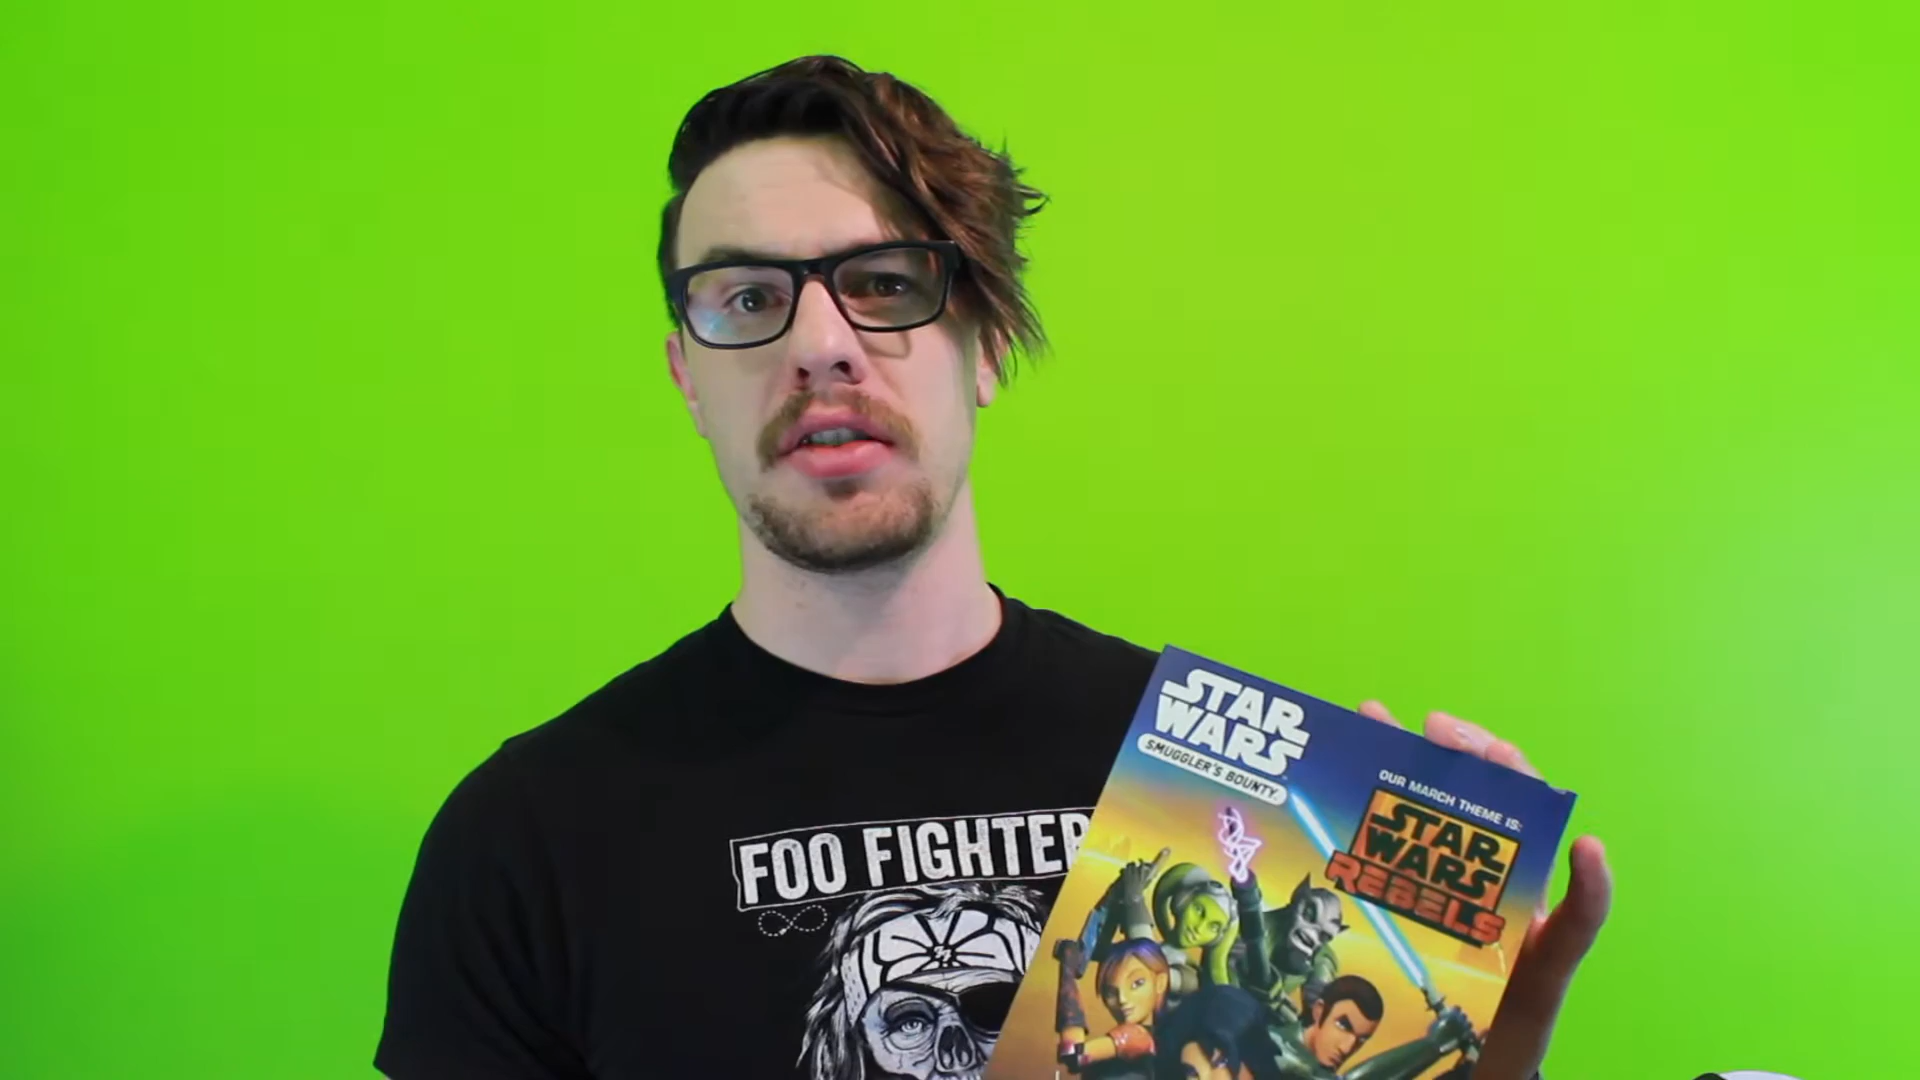 FOO FIGHTER
STAR
WARS
SMUGGLER'S BOUNTY
OUR MARCH THEME IS:
STAR
WARS
REBELS